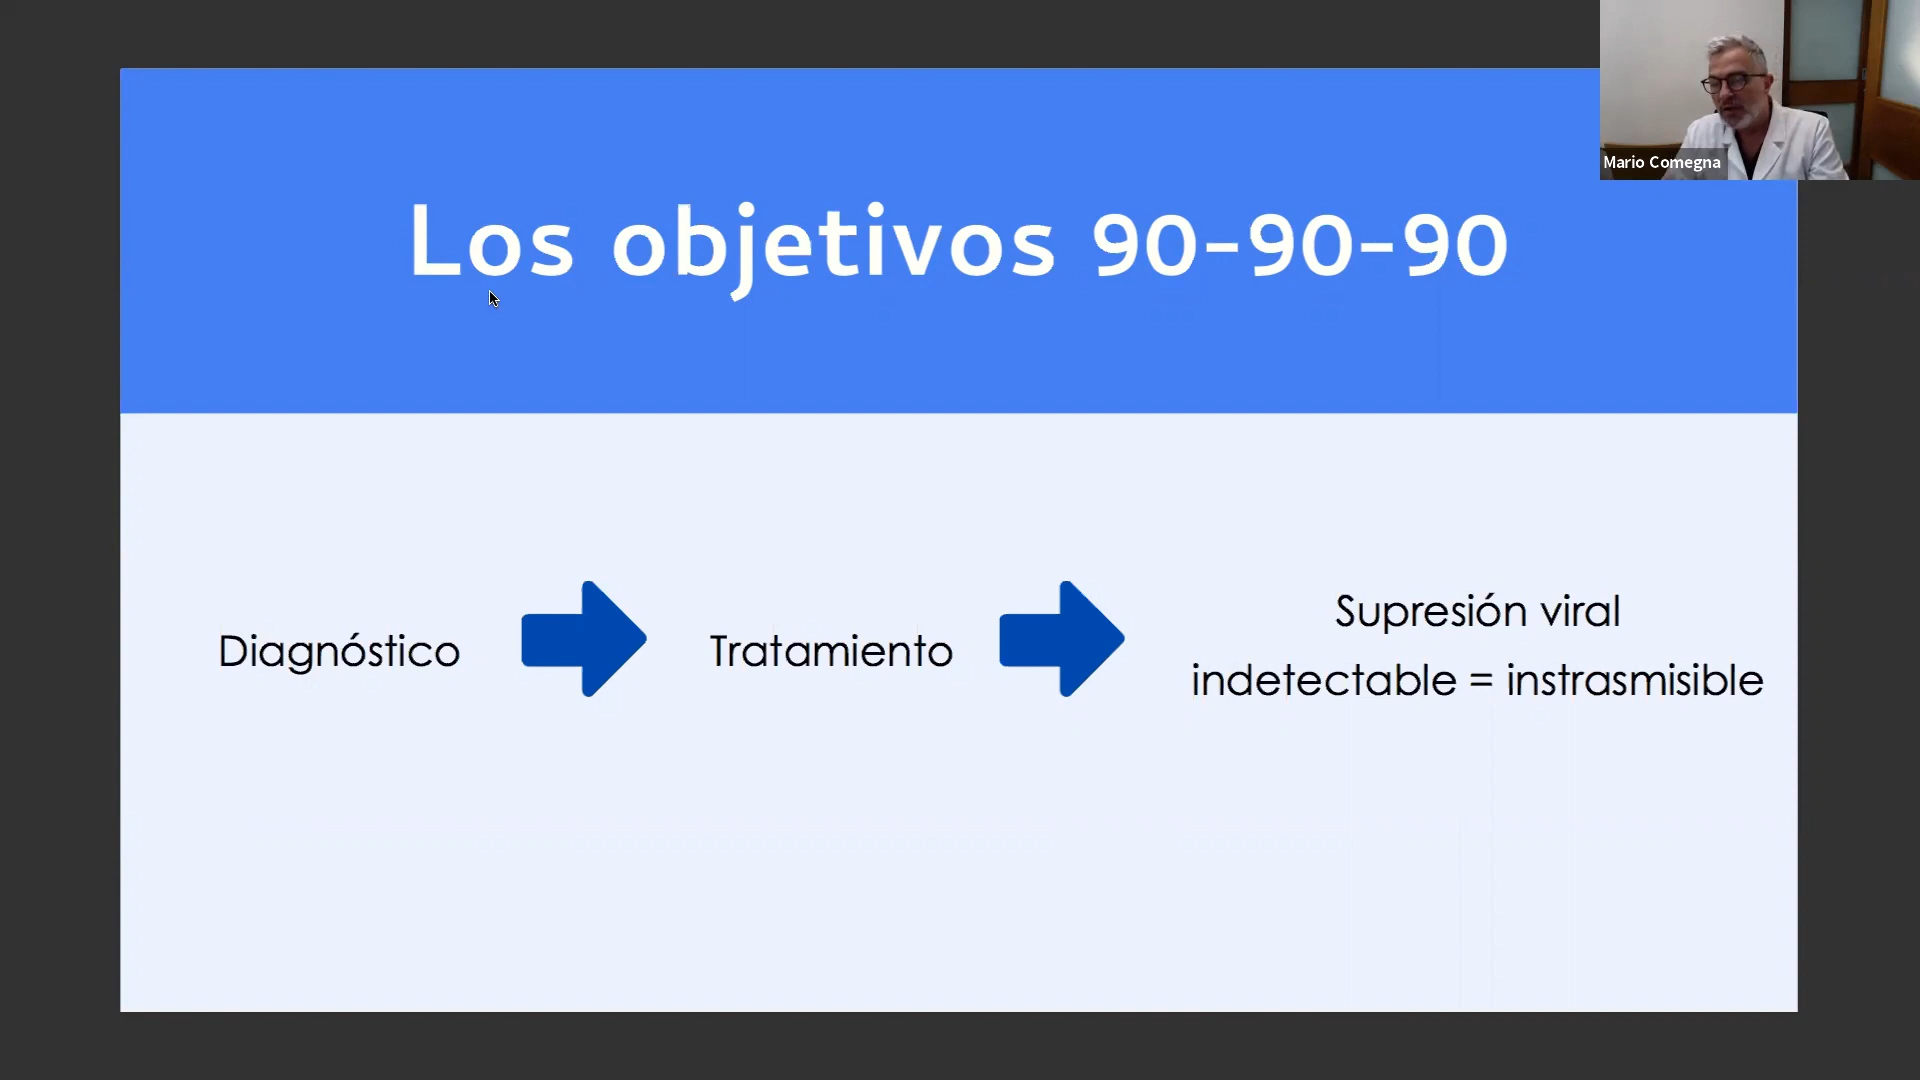 Mario Comegna
Los objetivos 90-90-90
Diagnóstico
Tratamiento
Supresión viral
indetectable = instrasmisible